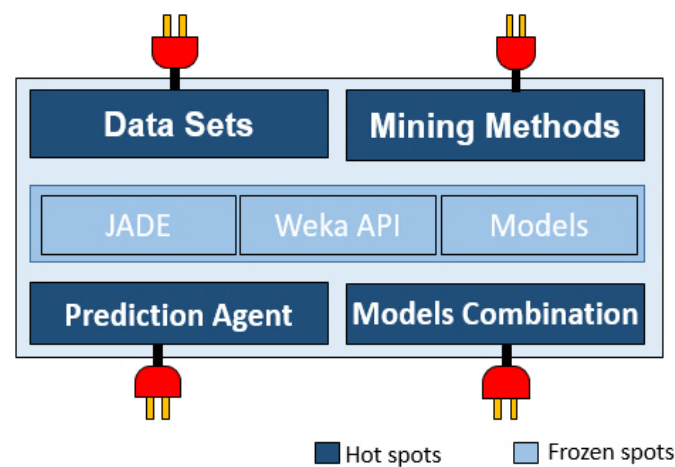 Data Sets
Mining Methods
JADE
Weka API
Models
Prediction Agent
Models Combination
Hot spots
Frozen spots